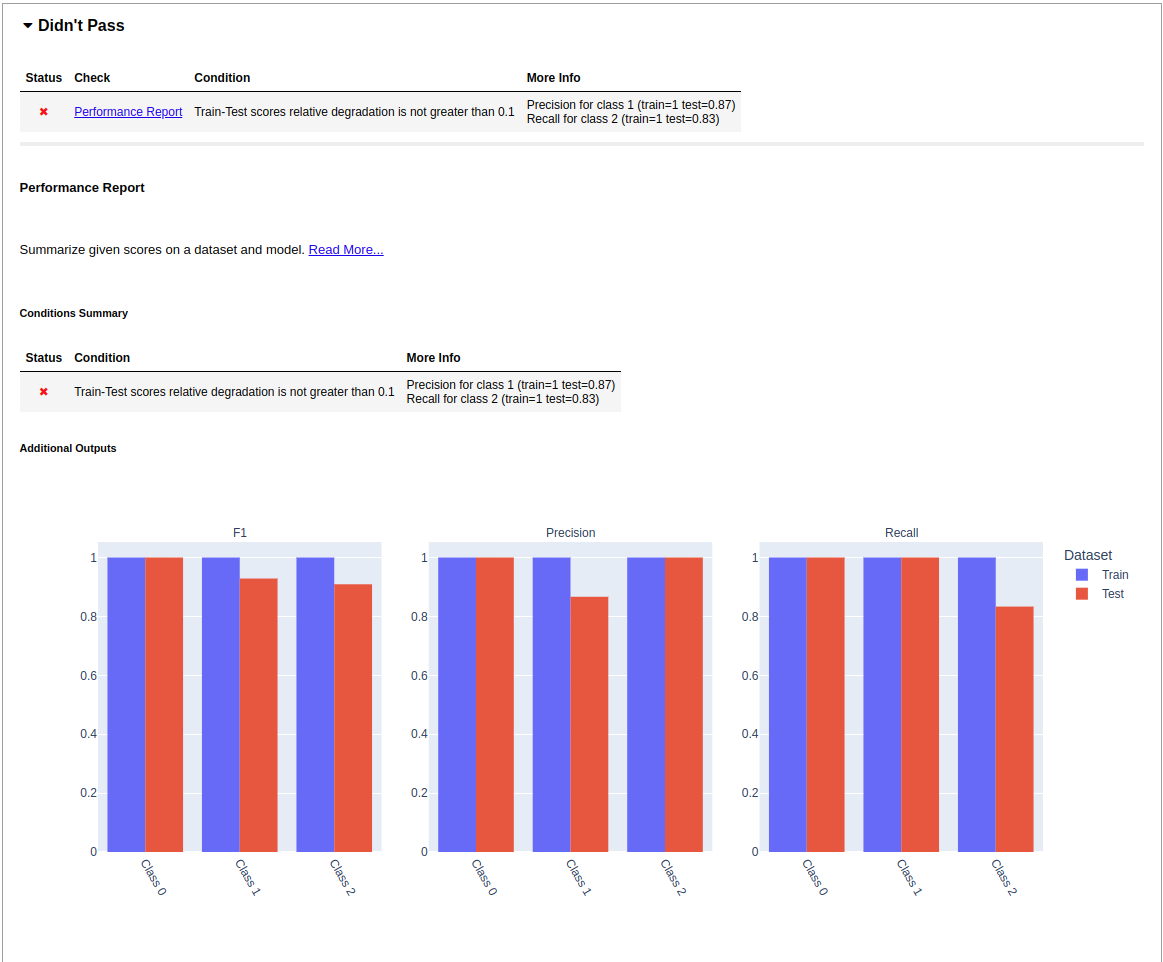 Didn't Pass
Status Check Condition More Info
✖ Performance Report Train-Test scores relative degradation is not greater than 0.1 Precision for class 1 (train=1 test=0.87)
Recall for class 2 (train=1 test=0.83)
Performance Report
Summarize given scores on a dataset and model. Read More...
Conditions Summary
Status Condition More Info
✖ Train-Test scores relative degradation is not greater than 0.1 Precision for class 1 (train=1 test=0.87)
Recall for class 2 (train=1 test=0.83)
Additional Outputs
F1
1
0.8
0.6
0.4
0.2
0
Class 0
Class 1
Class 2
Precision
1
0.8
0.6
0.4
0.2
0
Class 0
Class 1
Class 2
Recall
1
0.8
0.6
0.4
0.2
0
Class 0
Class 1
Class 2
Dataset
Train
Test